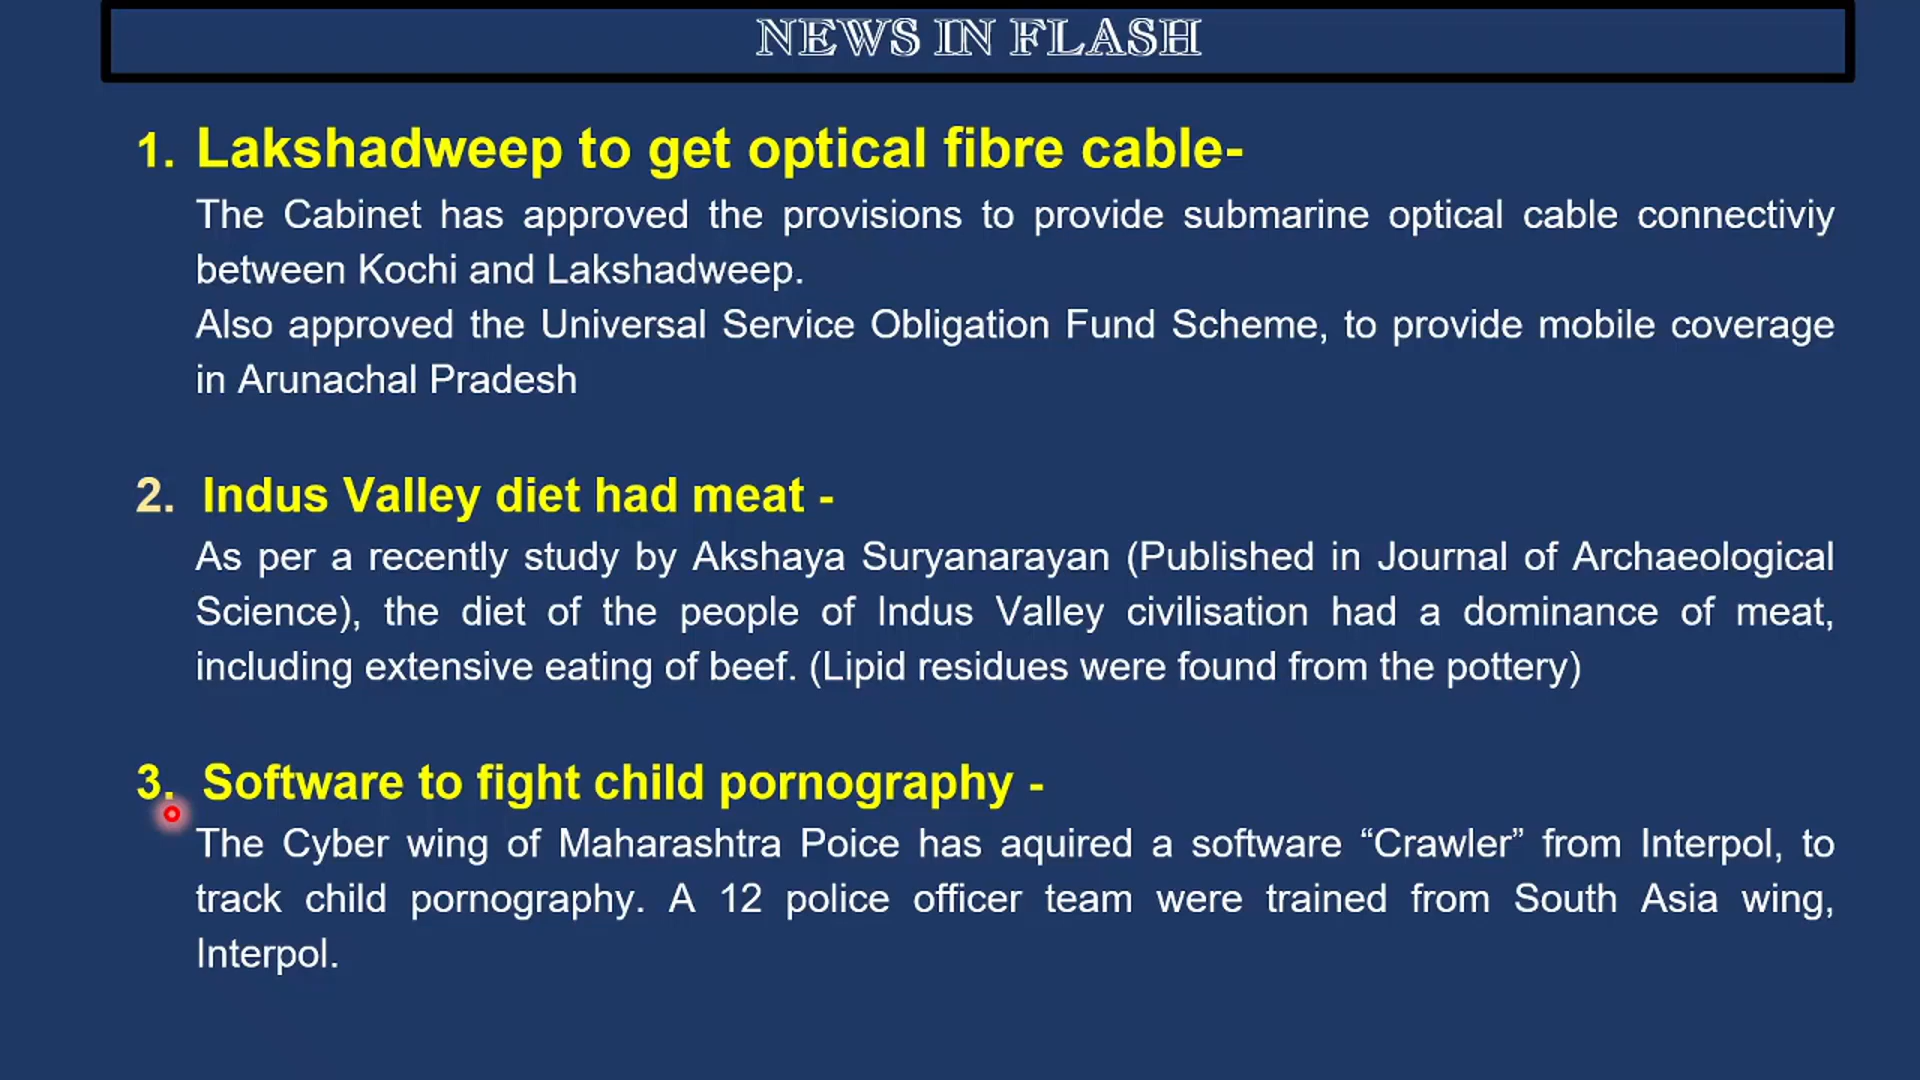 NEWS IN FLASH
1. Lakshadweep to get optical fibre cable-
The Cabinet has approved the provisions to provide submarine optical cable connectiviy
between Kochi and Lakshadweep.
Also approved the Universal Service Obligation Fund Scheme, to provide mobile coverage
in Arunachal Pradesh
2. Indus Valley diet had meat -
As per a recently study by Akshaya Suryanarayan (Published in Journal of Archaeological
Science), the diet of the people of Indus Valley civilisation had a dominance of meat,
including extensive eating of beef. (Lipid residues were found from the pottery)
3. Software to fight child pornography -
The Cyber wing of Maharashtra Poice has aquired a software “Crawler” from Interpol, to
track child pornography. A 12 police officer team were trained from South Asia wing,
Interpol.